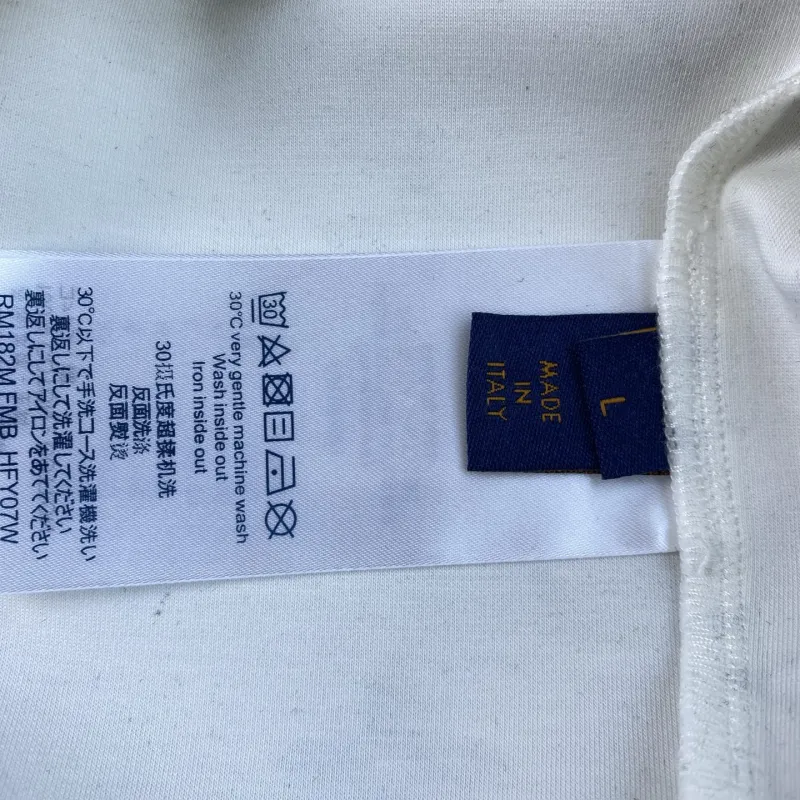 MADE
IN
ITALY
L
30
30°C very gentle machine wash
Wash inside out
Iron inside out
30摄氏度超揉机洗
反面洗涤
反面熨烫
30℃以下で手洗コース洗濯機洗い
裏返しにして洗濯してください
裏返しにしてアイロンをあててください
RM182M FMB HFY07W